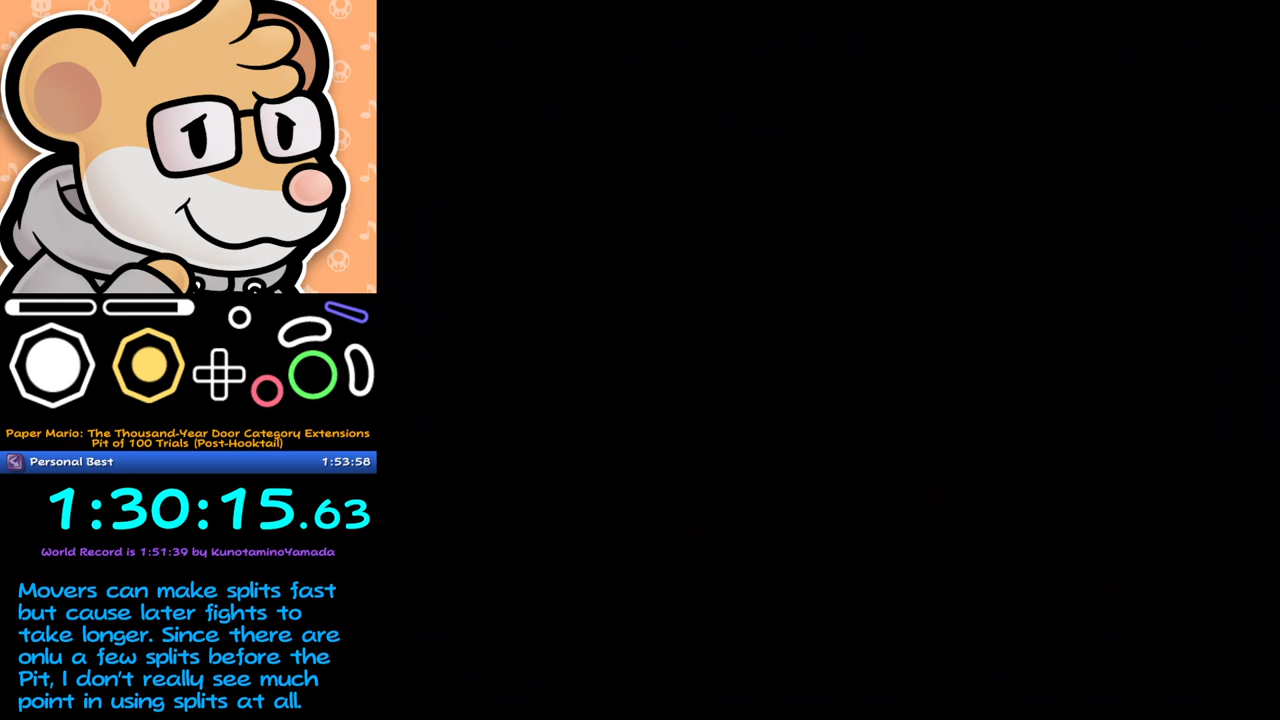 Paper Mario: The Thousand-Year Door Category Extensions
Pit of 100 Trials (Post-Hooktail)
Personal Best 1:53:58
1:30:15.63
World Record is 1:51:39 by KunotaminoYamada
Movers can make splits fast
but cause later fights to
take longer. Since there are
onlu a few splits before the
Pit, I don't really see much
point in using splits at all.